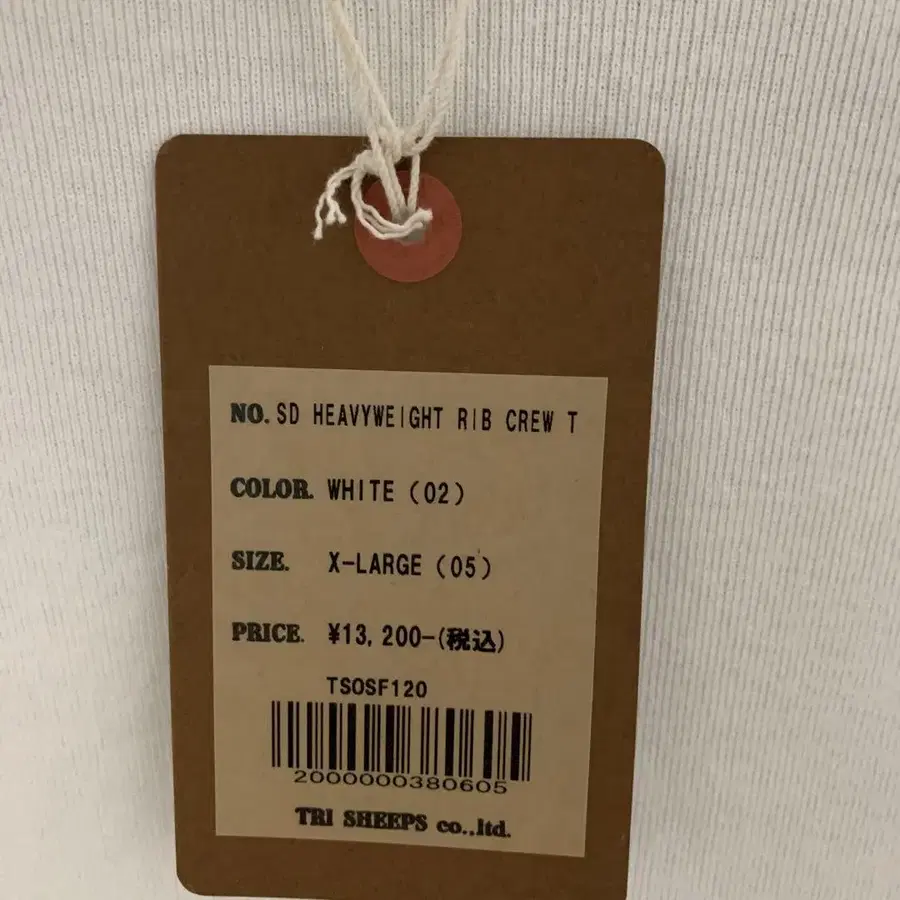 NO. SD HEAVYWEIGHT RIB CREW T
COLOR. WHITE (02)
SIZE. X-LARGE (05)
PRICE. ¥13,200-(税込)
TSOSF120
2000000380605
TRI SHEEPS co.,ltd.